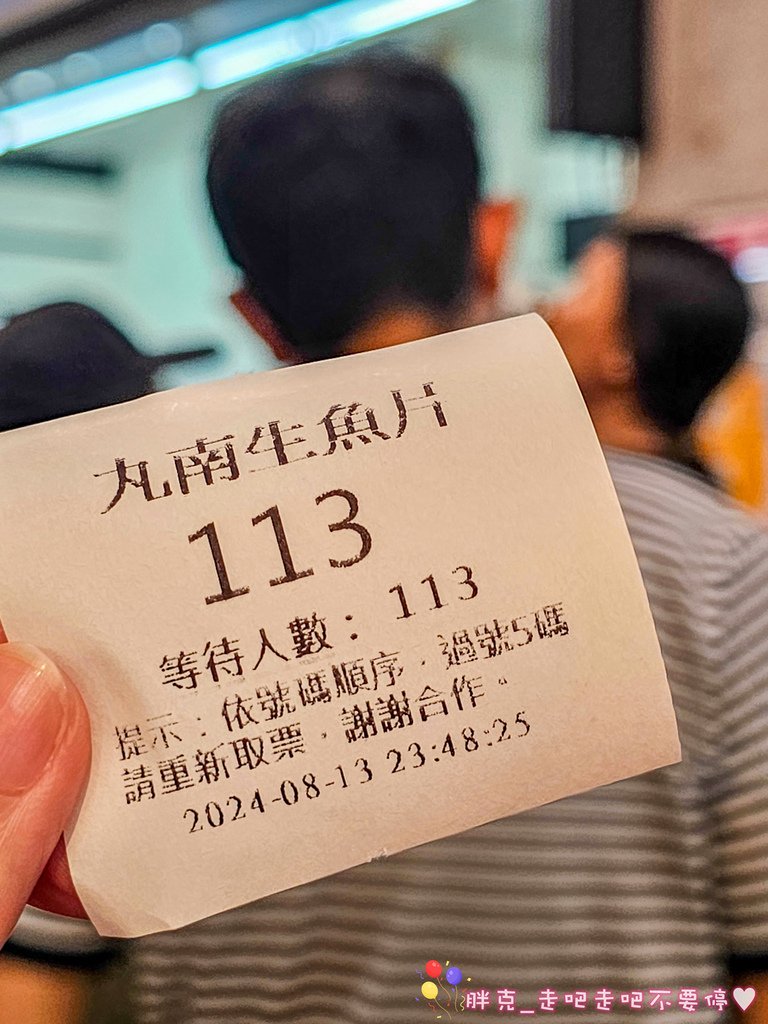 丸南生魚片
113
等待人數：113
提示：依號碼順序，過號5碼
請重新取票，謝謝合作。
2024-08-13 23:48:25
胖克_走吧走吧不要停♥